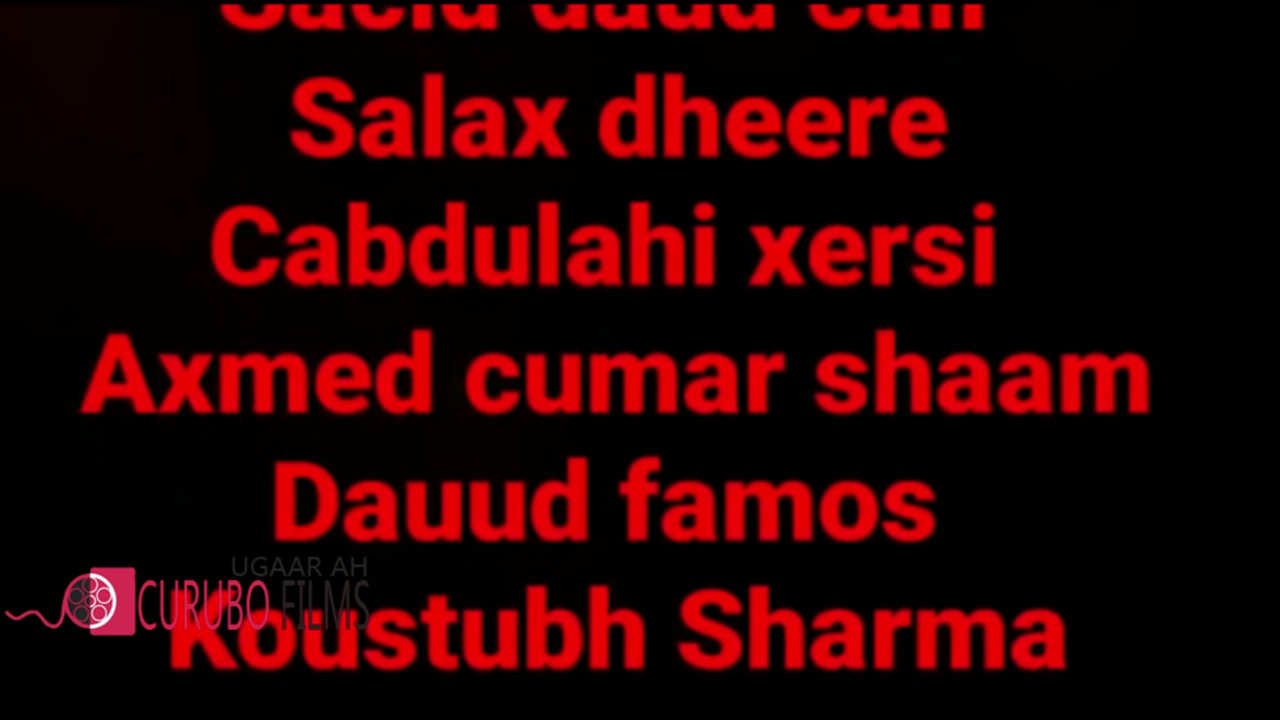 Salax dheere
Cabdulahi xersi
Axmed cumar shaam
Dauud famos
UGAAR AH
CURUBO FILMS
Koustubh Sharma